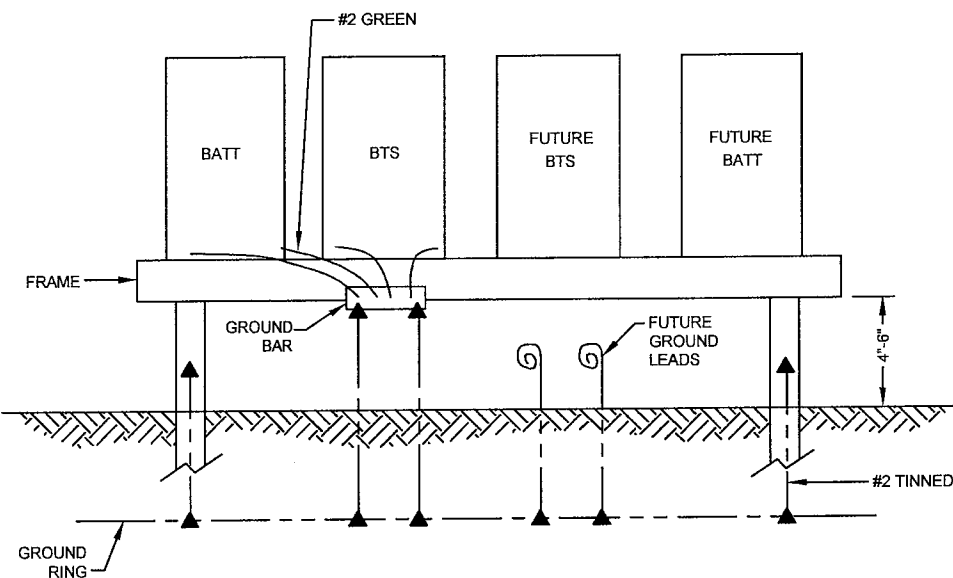 #2 GREEN
BATT
BTS
FUTURE
BTS
FUTURE
BATT
FRAME
GROUND
BAR
FUTURE
GROUND
LEADS
4"-6"
#2 TINNED
GROUND
RING